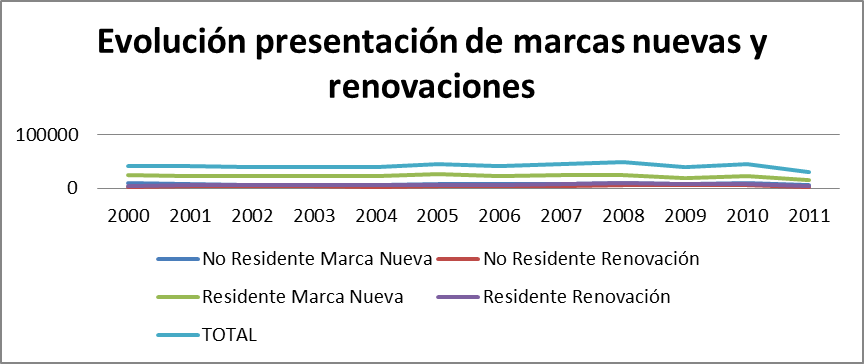 Evolución presentación de marcas nuevas y
renovaciones
100000
0
2000 2001 2002 2003 2004 2005 2006 2007 2008 2009 2010 2011
No Residente Marca Nueva No Residente Renovación
Residente Marca Nueva Residente Renovación
TOTAL